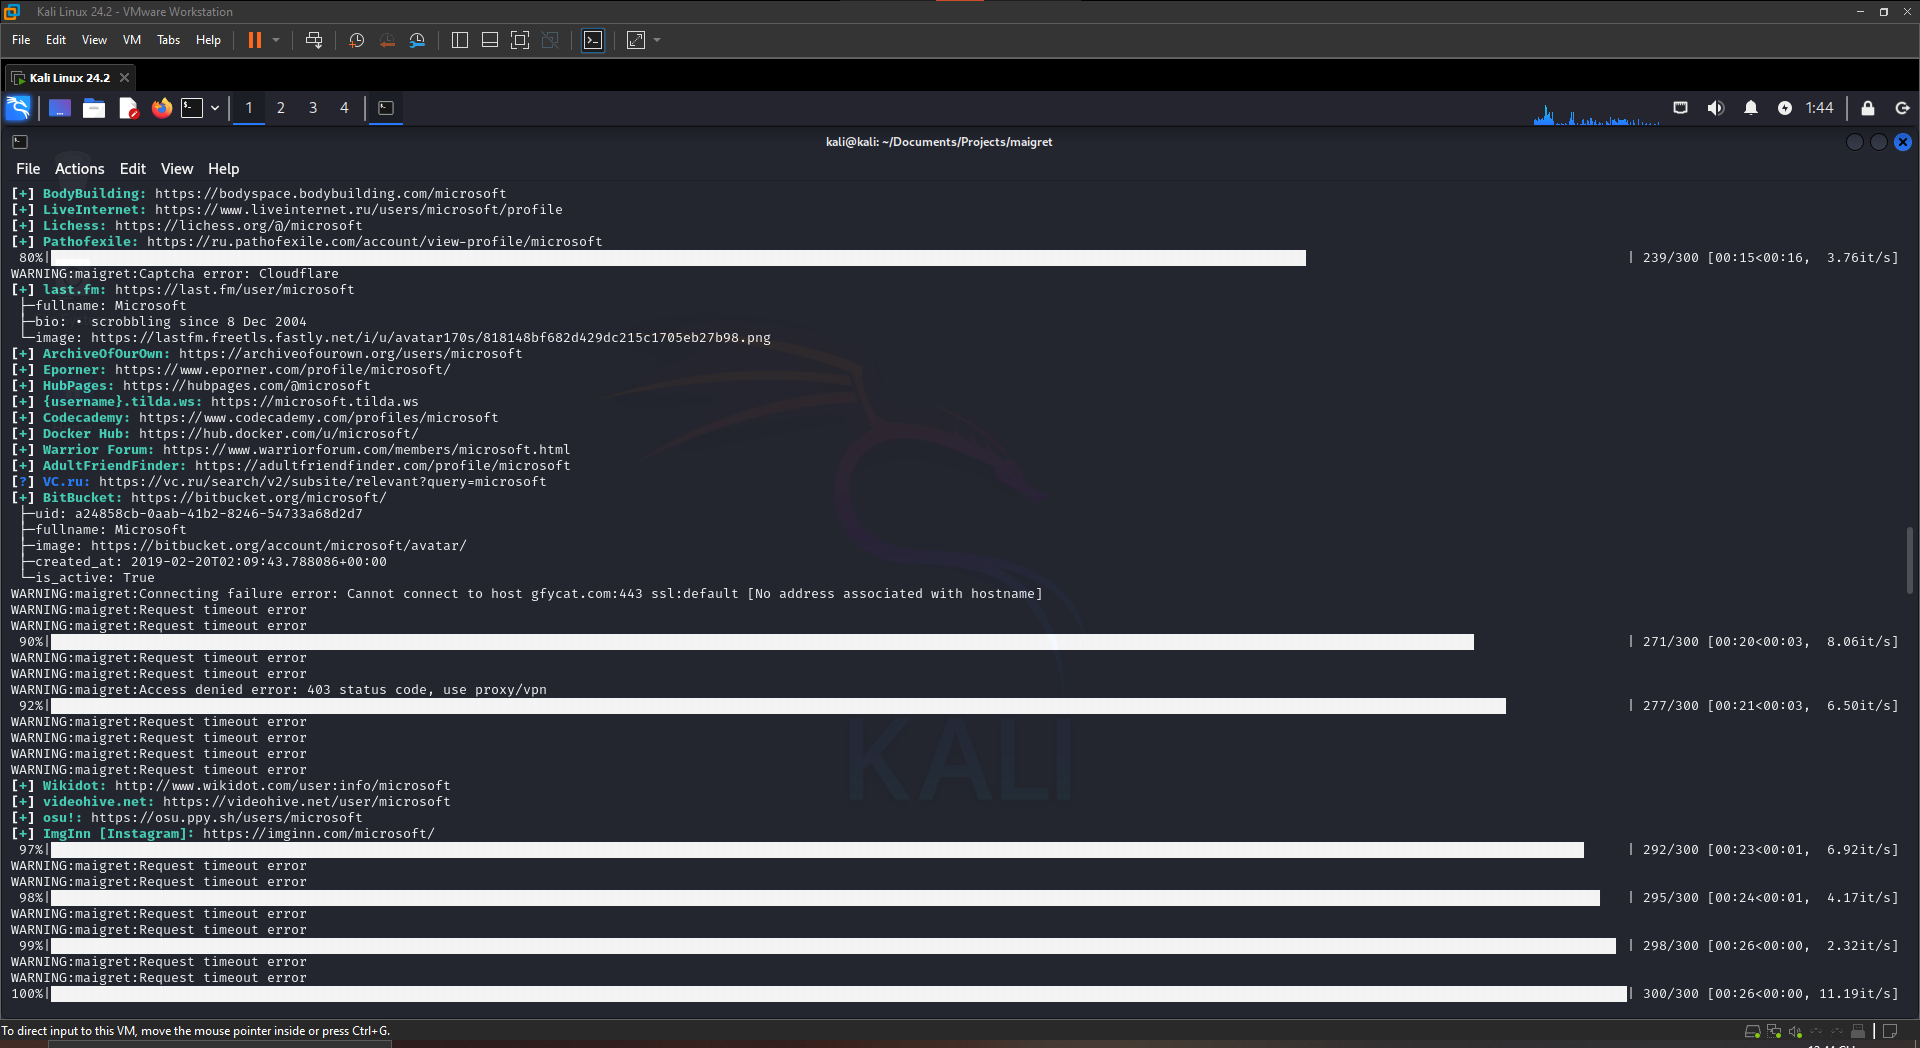 Kali Linux 24.2 - VMware Workstation
File Edit View VM Tabs Help
Kali Linux 24.2
1 2 3 4 1:44
kali@kali: ~/Documents/Projects/maigret
File Actions Edit View Help
[+] BodyBuilding: https://bodyspace.bodybuilding.com/microsoft
[+] LiveInternet: https://www.liveinternet.ru/users/microsoft/profile
[+] Lichess: https://lichess.org/@/microsoft
[+] Pathofexile: https://ru.pathofexile.com/account/view-profile/microsoft
80%| | 239/300 [00:15<00:16, 3.76it/s]
WARNING:maigret:Captcha error: Cloudflare
[+] last.fm: https://last.fm/user/microsoft
├─fullname: Microsoft
├─bio: • scrobbling since 8 Dec 2004
└─image: https://lastfm.freetls.fastly.net/i/u/avatar170s/818148bf682d429dc215c1705eb27b98.png
[+] ArchiveOfOurOwn: https://archiveofourown.org/users/microsoft
[+] Eporner: https://www.eporner.com/profile/microsoft/
[+] HubPages: https://hubpages.com/@microsoft
[+] {username}.tilda.ws: https://microsoft.tilda.ws
[+] Codecademy: https://www.codecademy.com/profiles/microsoft
[+] Docker Hub: https://hub.docker.com/u/microsoft/
[+] Warrior Forum: https://www.warriorforum.com/members/microsoft.html
[+] AdultFriendFinder: https://adultfriendfinder.com/profile/microsoft
[?] VC.ru: https://vc.ru/search/v2/subsite/relevant?query=microsoft
[+] BitBucket: https://bitbucket.org/microsoft/
├─uid: a24858cb-0aab-41b2-8246-54733a68d2d7
├─fullname: Microsoft
├─image: https://bitbucket.org/account/microsoft/avatar/
├─created_at: 2019-02-20T02:09:43.788086+00:00
└─is_active: True
WARNING:maigret:Connecting failure error: Cannot connect to host gfycat.com:443 ssl:default [No address associated with hostname]
WARNING:maigret:Request timeout error
WARNING:maigret:Request timeout error
90%| | 271/300 [00:20<00:03, 8.06it/s]
WARNING:maigret:Request timeout error
WARNING:maigret:Request timeout error
WARNING:maigret:Access denied error: 403 status code, use proxy/vpn
92%| | 277/300 [00:21<00:03, 6.50it/s]
WARNING:maigret:Request timeout error
WARNING:maigret:Request timeout error
WARNING:maigret:Request timeout error
WARNING:maigret:Request timeout error
KALI
[+] Wikidot: http://www.wikidot.com/user:info/microsoft
[+] videohive.net: https://videohive.net/user/microsoft
[+] osu!: https://osu.ppy.sh/users/microsoft
[+] ImgInn [Instagram]: https://imginn.com/microsoft/
97%| | 292/300 [00:23<00:01, 6.92it/s]
WARNING:maigret:Request timeout error
WARNING:maigret:Request timeout error
98%| | 295/300 [00:24<00:01, 4.17it/s]
WARNING:maigret:Request timeout error
WARNING:maigret:Request timeout error
99%| | 298/300 [00:26<00:00, 2.32it/s]
WARNING:maigret:Request timeout error
WARNING:maigret:Request timeout error
100%| | 300/300 [00:26<00:00, 11.19it/s]
To direct input to this VM, move the mouse pointer inside or press Ctrl+G.